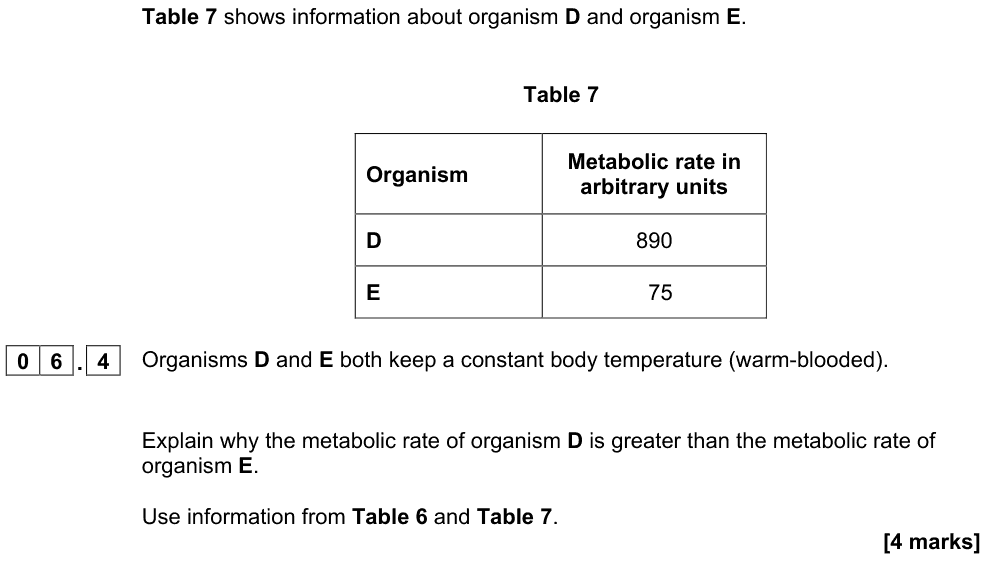 Table 7 shows information about organism D and organism E.
Table 7
Organism
Metabolic rate in
arbitrary units
D
890
E
75
0 6 . 4 Organisms D and E both keep a constant body temperature (warm-blooded).
Explain why the metabolic rate of organism D is greater than the metabolic rate of
organism E.
Use information from Table 6 and Table 7.
[4 marks]